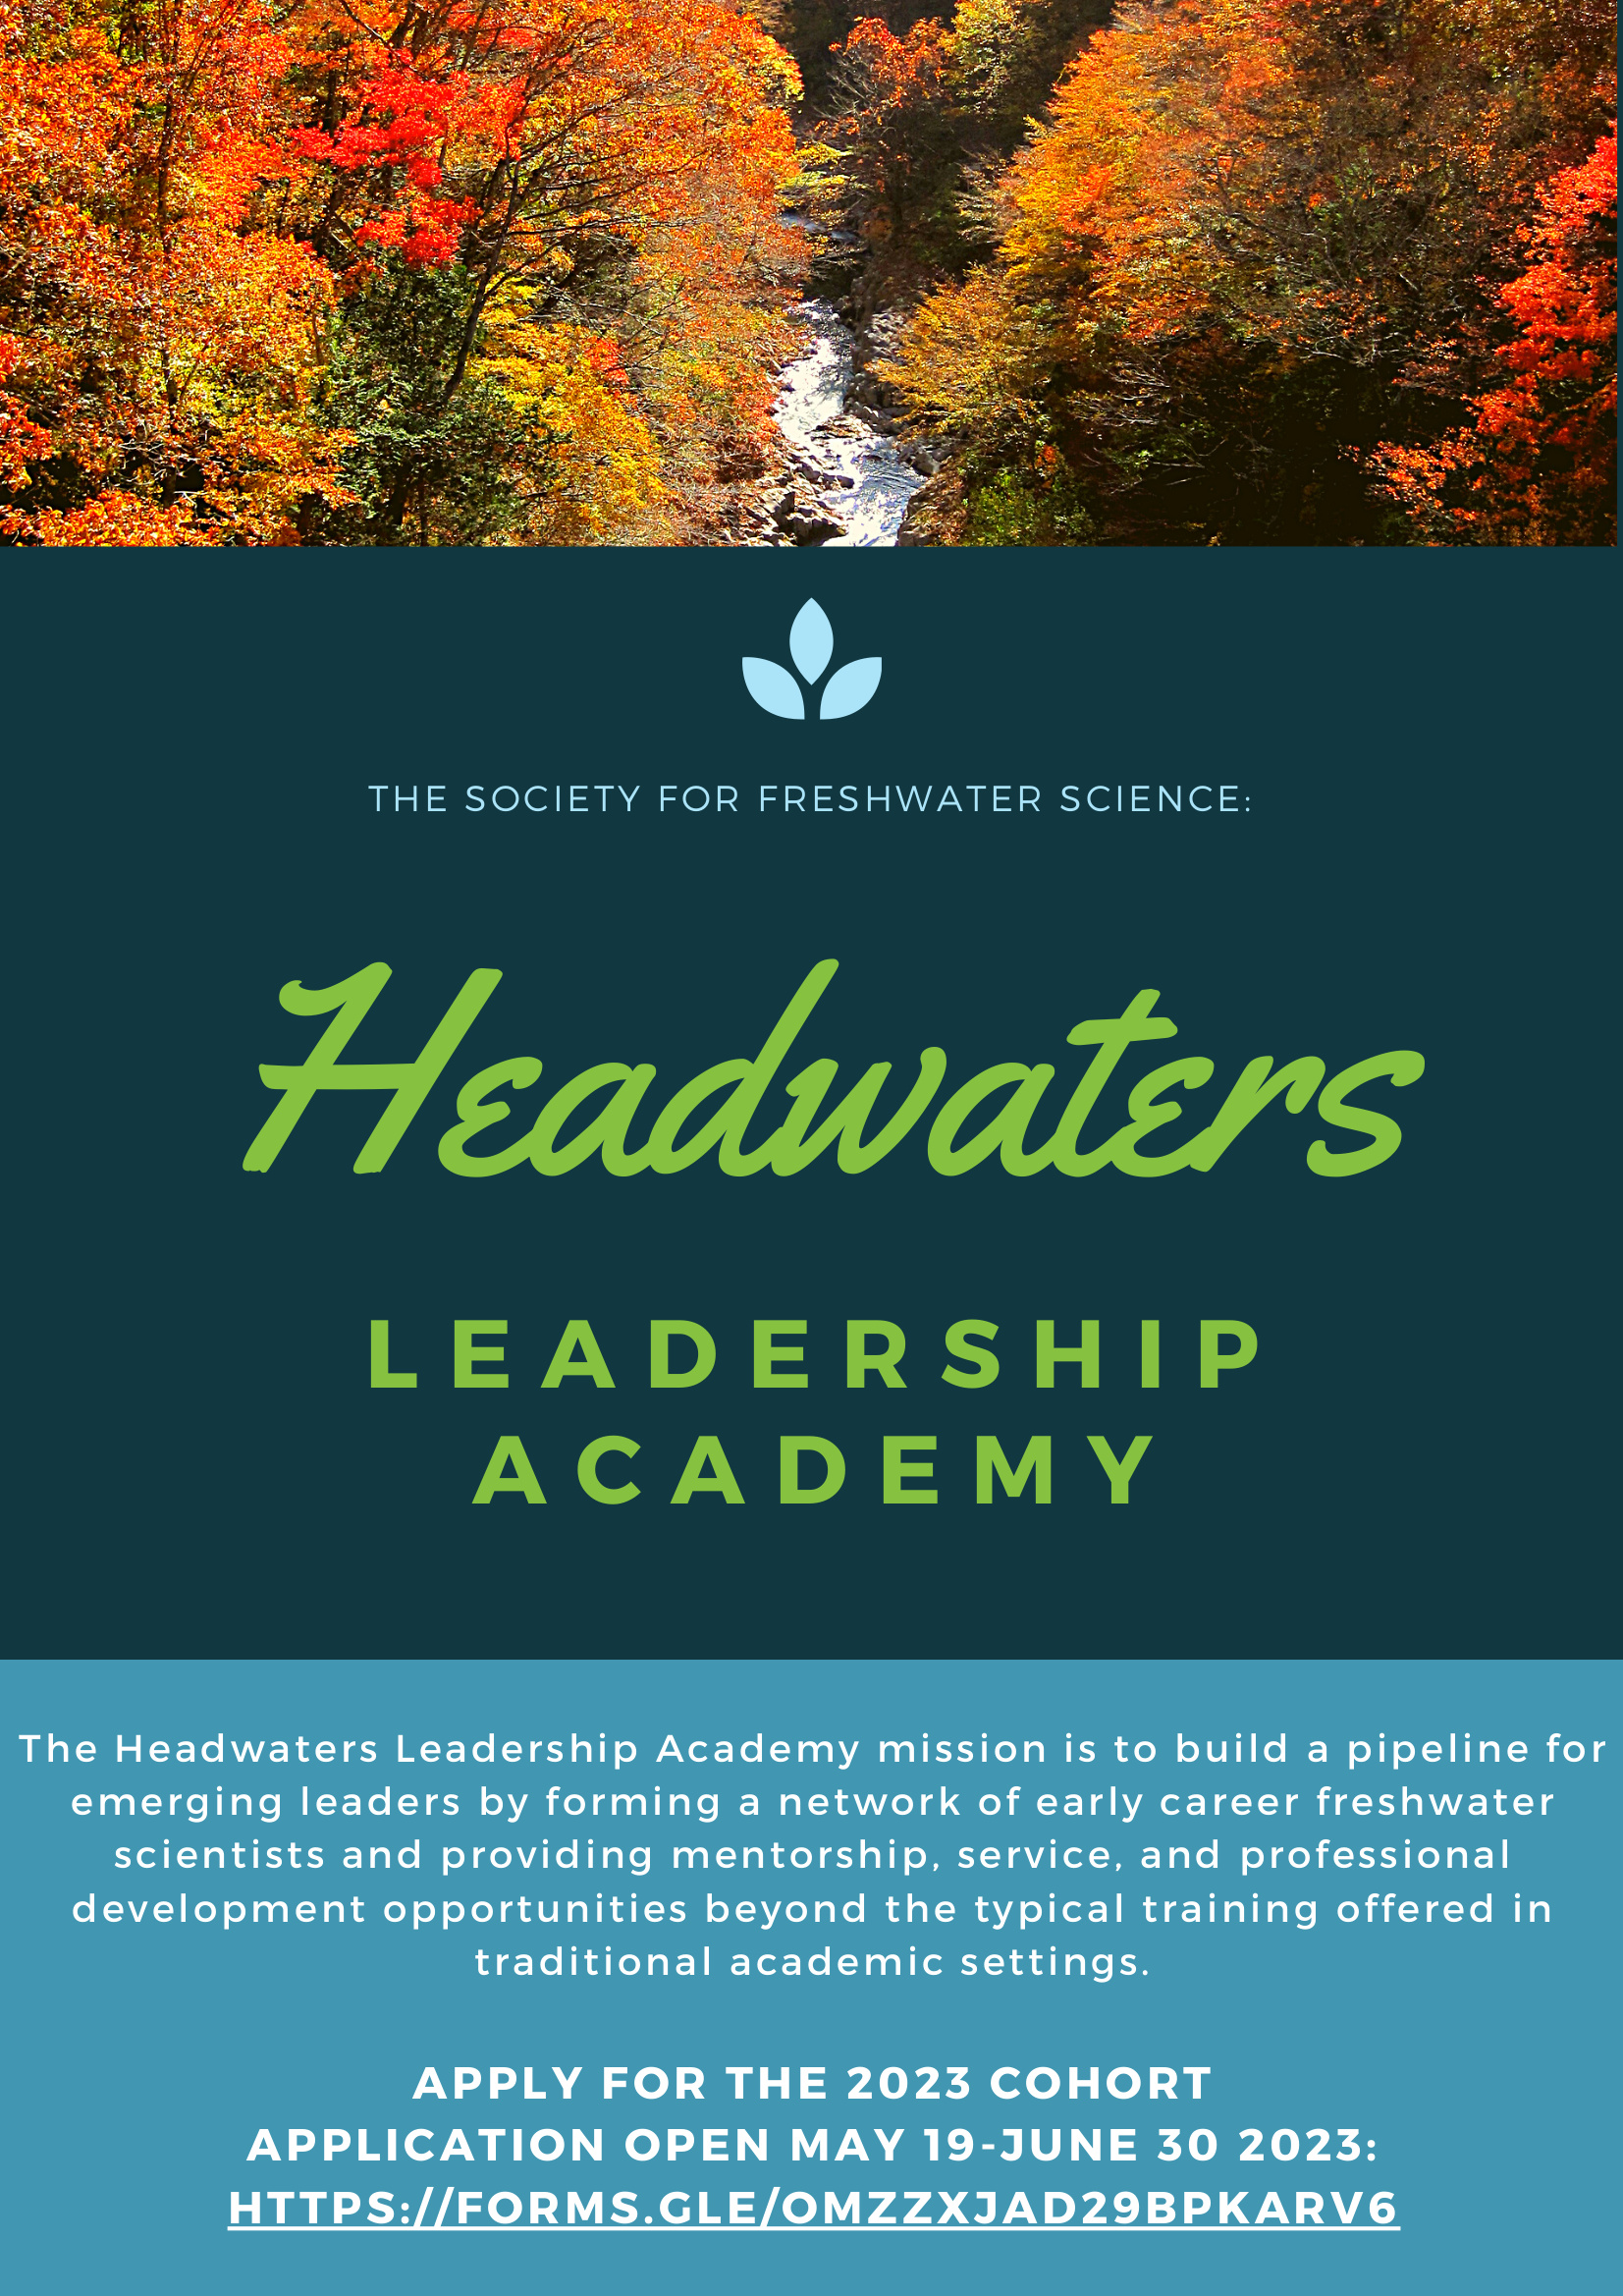 THE SOCIETY FOR FRESHWATER SCIENCE:
Headwaters
LEADERSHIP
ACADEMY
The Headwaters Leadership Academy mission is to build a pipeline for
emerging leaders by forming a network of early career freshwater
scientists and providing mentorship, service, and professional
development opportunities beyond the typical training offered in
traditional academic settings.
APPLY FOR THE 2023 COHORT
APPLICATION OPEN MAY 19-JUNE 30 2023:
HTTPS://FORMS.GLE/OMZZXJAD29BPKARV6